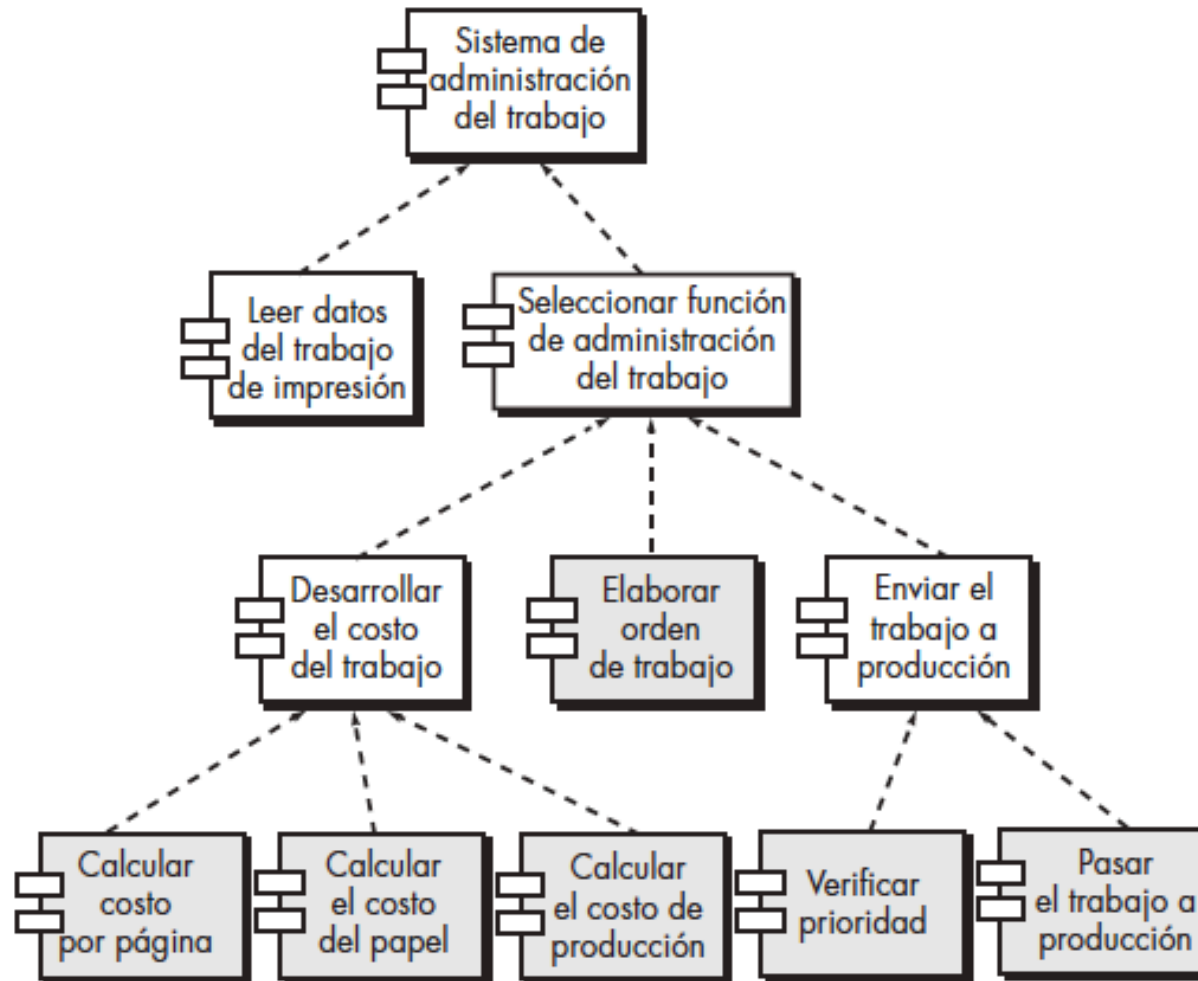 Sistema de
administración
del trabajo
Leer datos
del trabajo
de impresión
Seleccionar función
de administración
del trabajo
Desarrollar
el costo
del trabajo
Elaborar
orden
de trabajo
Enviar el
trabajo a
producción
Calcular
costo
por página
Calcular
el costo
del papel
Calcular
el costo de
producción
Verificar
prioridad
Pasar
el trabajo a
producción